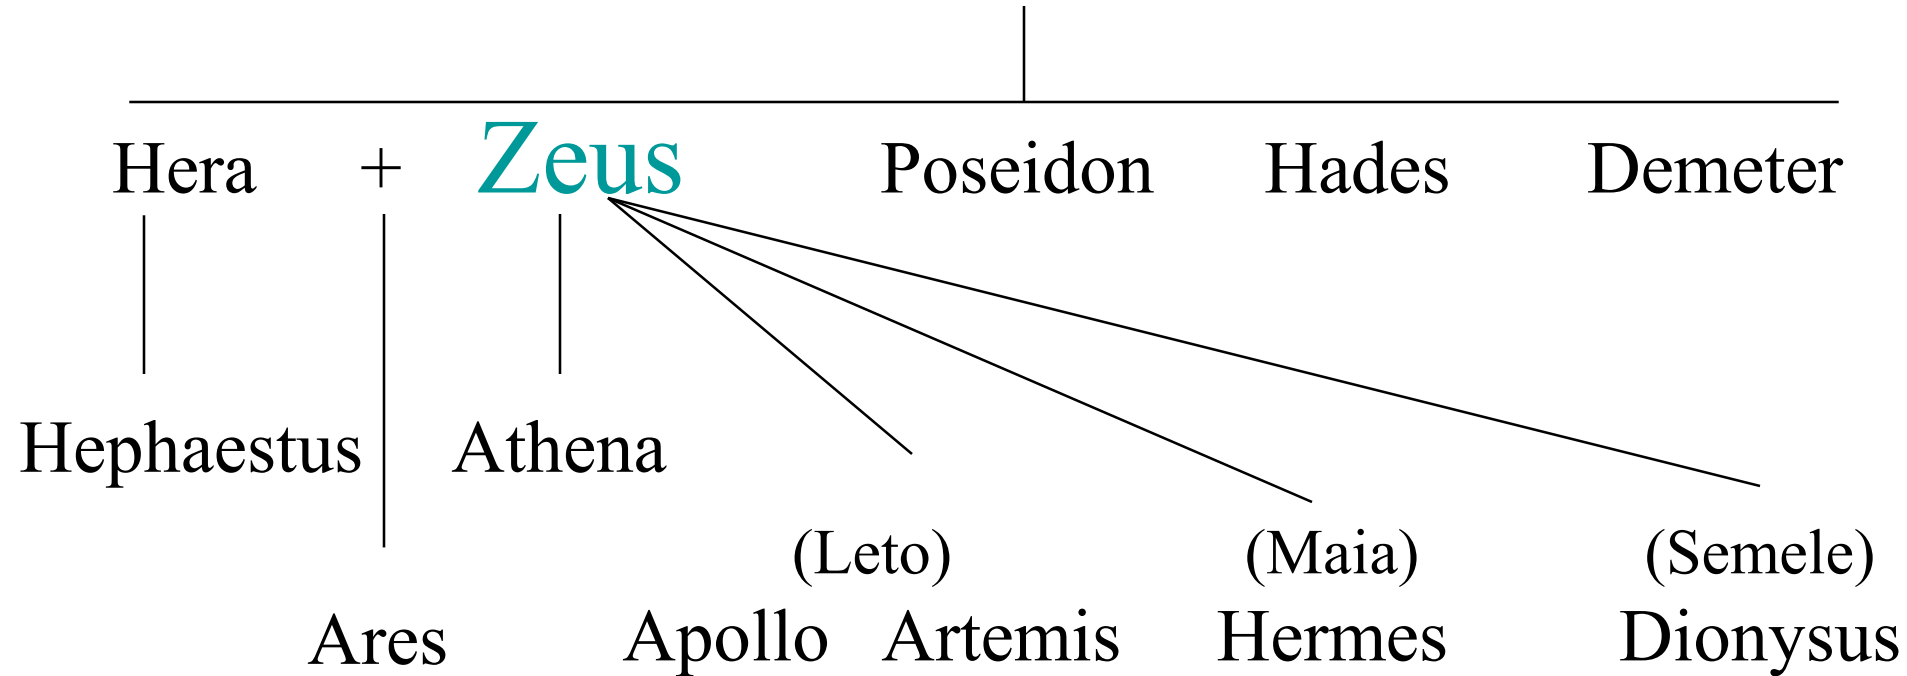 Hera + Zeus Poseidon Hades Demeter
Hephaestus Athena
(Leto) (Maia) (Semele)
Ares Apollo Artemis Hermes Dionysus